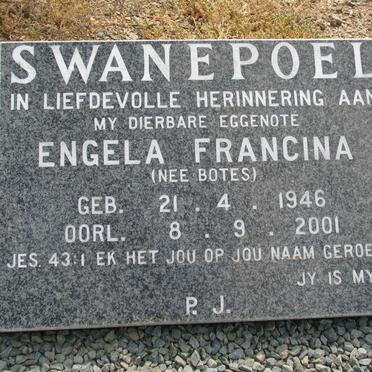 SWANEPOEL
IN LIEFDEVOLLE HERINNERING AAN
MY DIERBARE EGGENOTE
ENGELA FRANCINA
(NEE BOTES)
GEB. 21 . 4 . 1946
OORL. 8 . 9 . 2001
JES. 43:1 EK HET JOU OP JOU NAAM GEROE
JY IS MY
P. J.